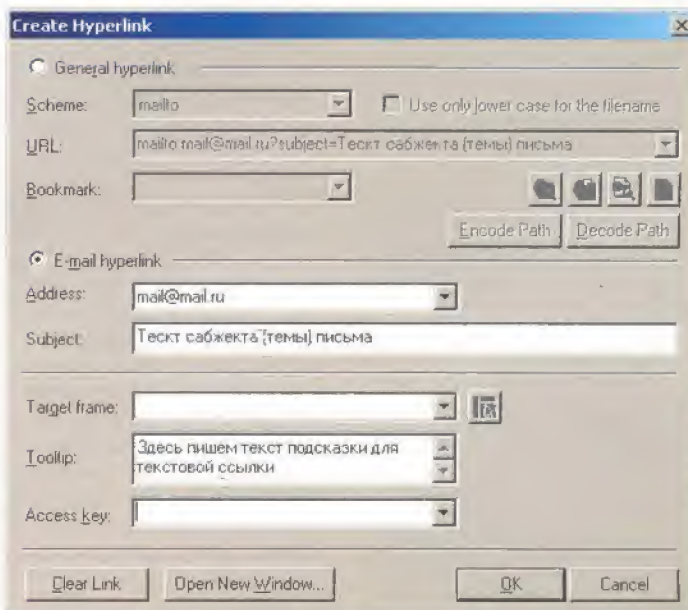 Create Hyperlink
General hyperlink
Scheme: mailto Use only lower case for the filename
URL: mailto:mail@mail.ru?subject=Тескт сабжекта (темы) письма
Bookmark:
Encode Path Decode Path
E-mail hyperlink
Address: mail@mail.ru
Subject: Тескт сабжекта (темы) письма
Target frame:
Tooltip: Здесь пишем текст подсказки для
текстовой ссылки
Access key:
Clear Link Open New Window... OK Cancel